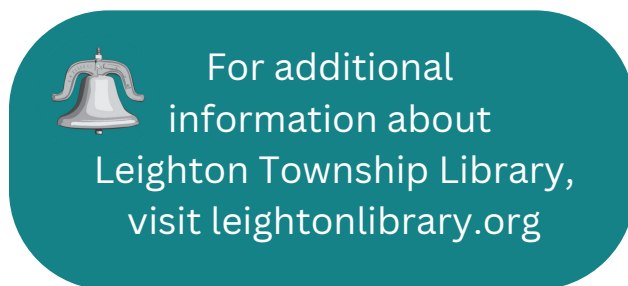 For additional
information about
Leighton Township Library,
visit leightonlibrary.org